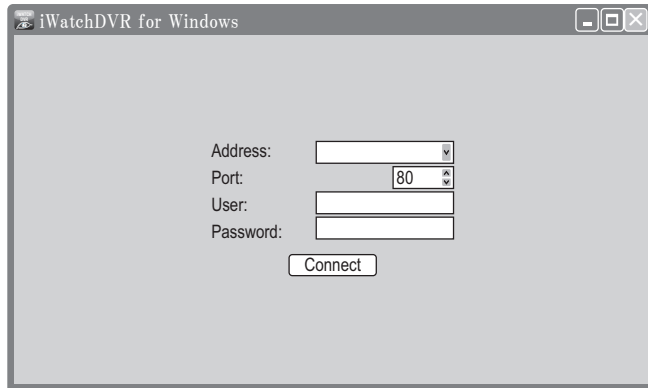 iWatchDVR for Windows
Address:
Port: 80
User:
Password:
Connect